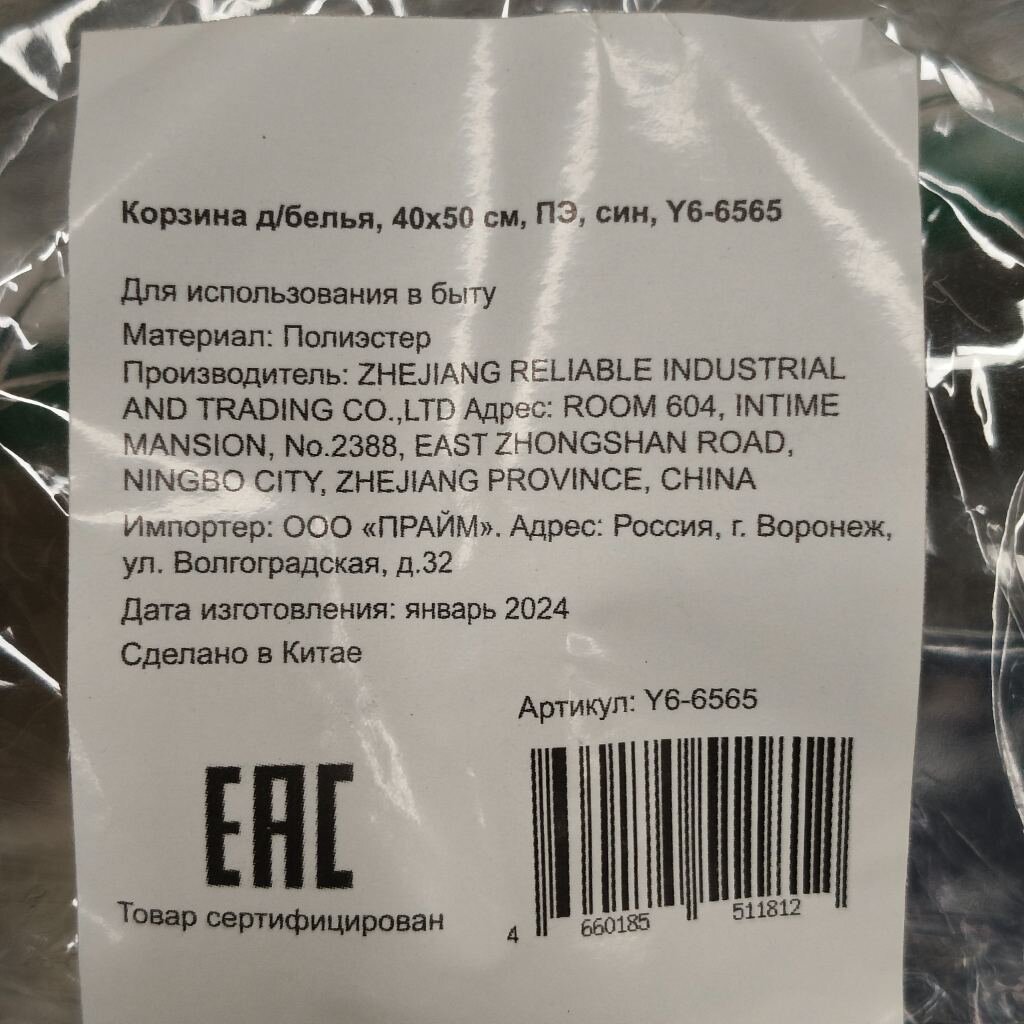 Корзина д/белья, 40x50 см, ПЭ, син, Y6-6565
Для использования в быту
Материал: Полиэстер
Производитель: ZHEJIANG RELIABLE INDUSTRIAL
AND TRADING CO.,LTD Адрес: ROOM 604, INTIME
MANSION, No.2388, EAST ZHONGSHAN ROAD,
NINGBO CITY, ZHEJIANG PROVINCE, CHINA
Импортер: ООО «ПРАЙМ». Адрес: Россия, г. Воронеж,
ул. Волгоградская, д.32
Дата изготовления: январь 2024
Сделано в Китае
Артикул: Y6-6565
EAC
Товар сертифицирован
4 660185 511812